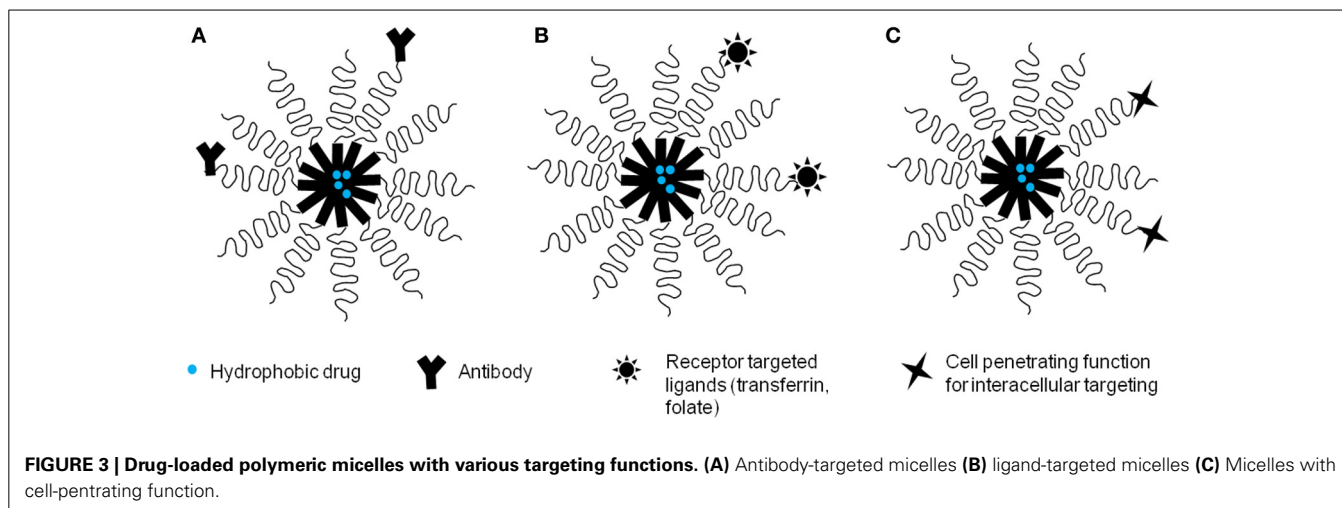 A
B
C
Hydrophobic drug
Antibody
Receptor targeted
ligands (transferrin,
folate)
Cell penetrating function
for interacellular targeting
FIGURE 3 | Drug-loaded polymeric micelles with various targeting functions. (A) Antibody-targeted micelles (B) ligand-targeted micelles (C) Micelles with
cell-pentrating function.